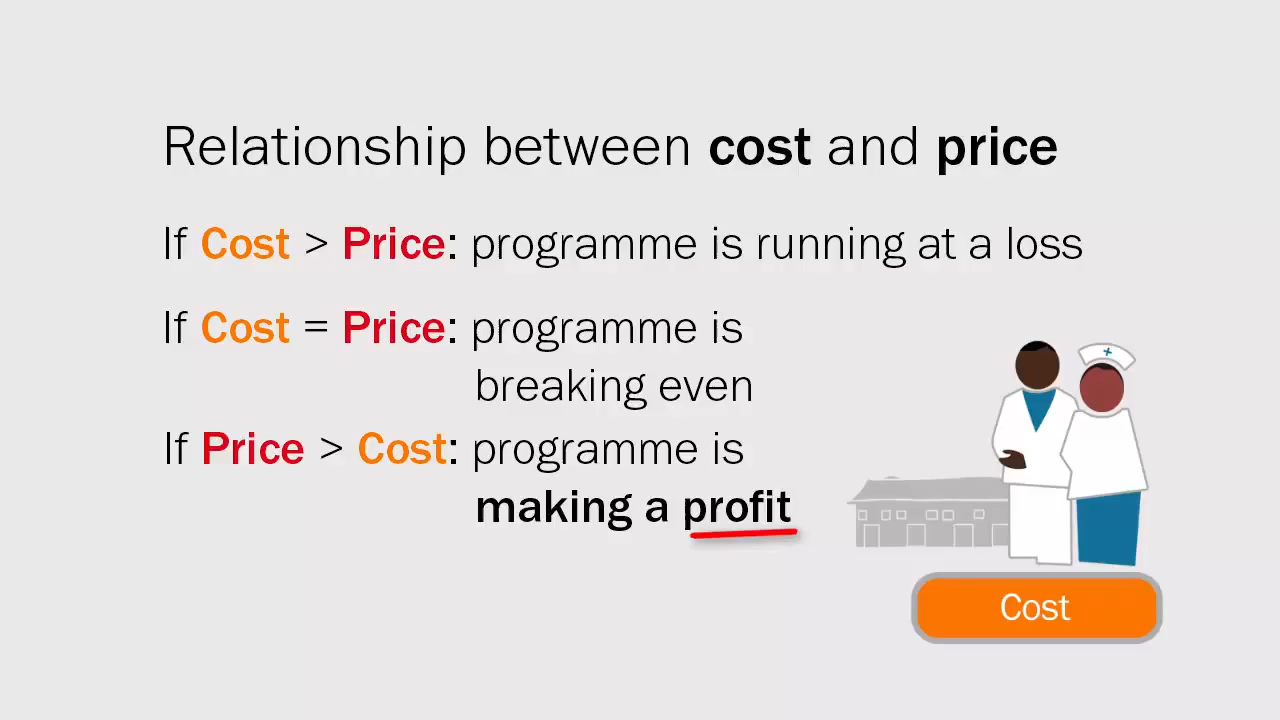 Relationship between cost and price
If Cost > Price: programme is running at a loss
If Cost = Price: programme is
breaking even
If Price > Cost: programme is
making a profit
Cost